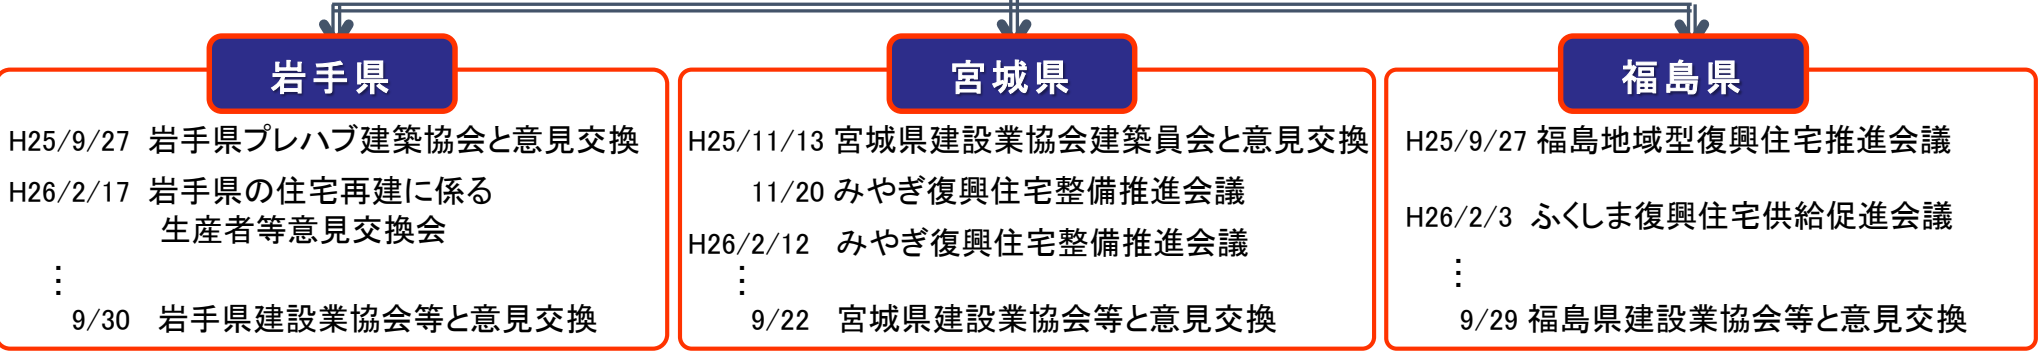 岩手県
H25/9/27 岩手県プレハブ建築協会と意見交換
H26/2/17 岩手県の住宅再建に係る
生産者等意見交換会
⋮
9/30 岩手県建設業協会等と意見交換
宮城県
H25/11/13 宮城県建設業協会建築員会と意見交換
11/20 みやぎ復興住宅整備推進会議
H26/2/12 みやぎ復興住宅整備推進会議
⋮
9/22 宮城県建設業協会等と意見交換
福島県
H25/9/27 福島地域型復興住宅推進会議
H26/2/3 ふくしま復興住宅供給促進会議
⋮
9/29 福島県建設業協会等と意見交換